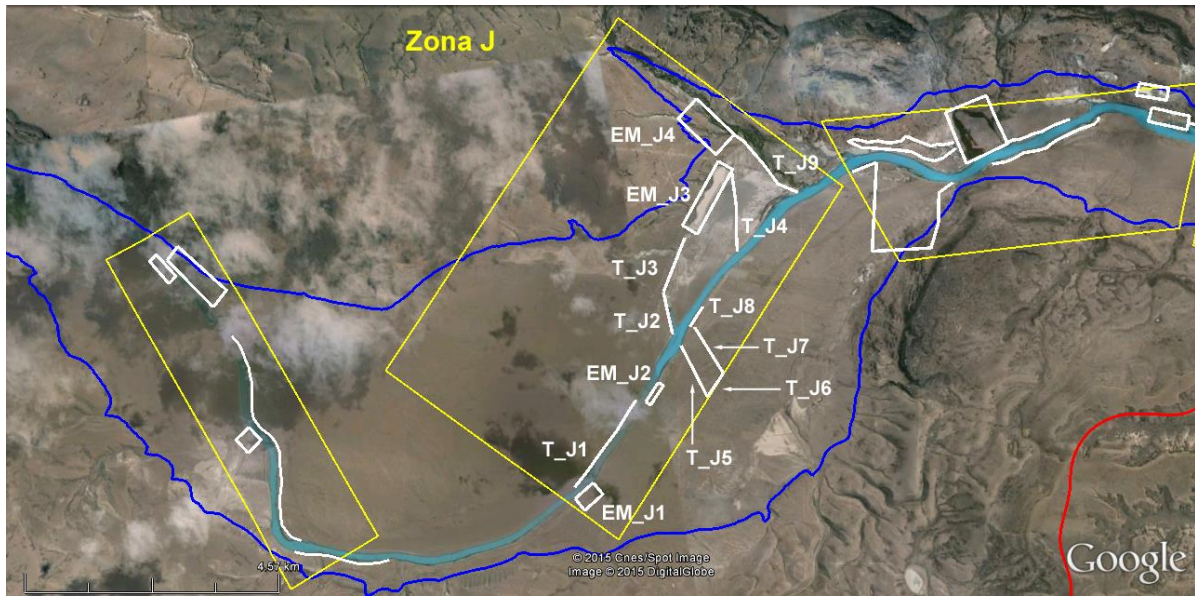 Zona J
EM_J4
T_J9
EM_J3
T_J4
T_J3
T_J8
T_J2
T_J7
EM_J2
T_J6
T_J1
T_J5
EM_J1
© 2015 Cnes/Spot Image
Image © 2015 DigitalGlobe
4.57 km
Google